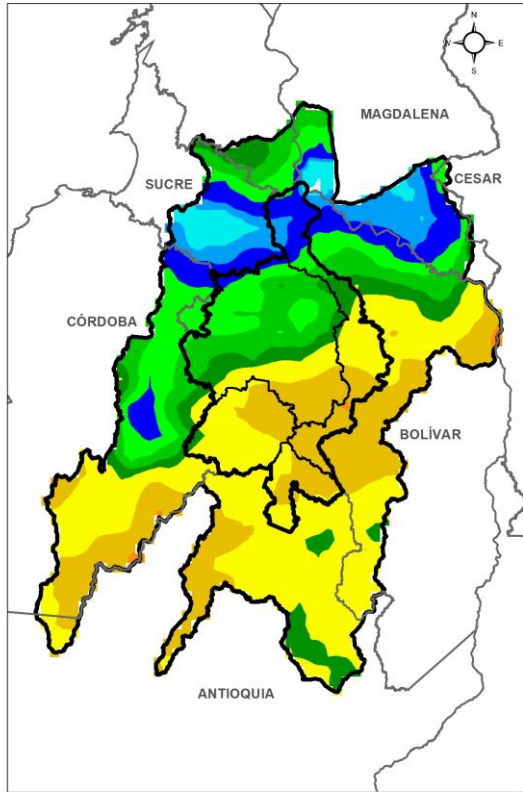 N
W E
S
MAGDALENA
CESAR
SUCRE
CÓRDOBA
BOLÍVAR
ANTIOQUIA